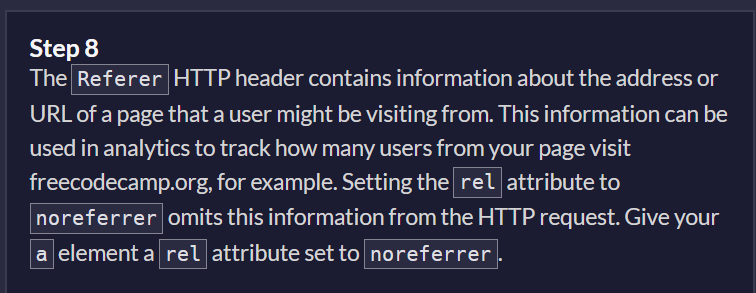 Step 8
The Referer HTTP header contains information about the address or
URL of a page that a user might be visiting from. This information can be
used in analytics to track how many users from your page visit
freecodecamp.org, for example. Setting the rel attribute to
noreferrer omits this information from the HTTP request. Give your
a element a rel attribute set to noreferrer.